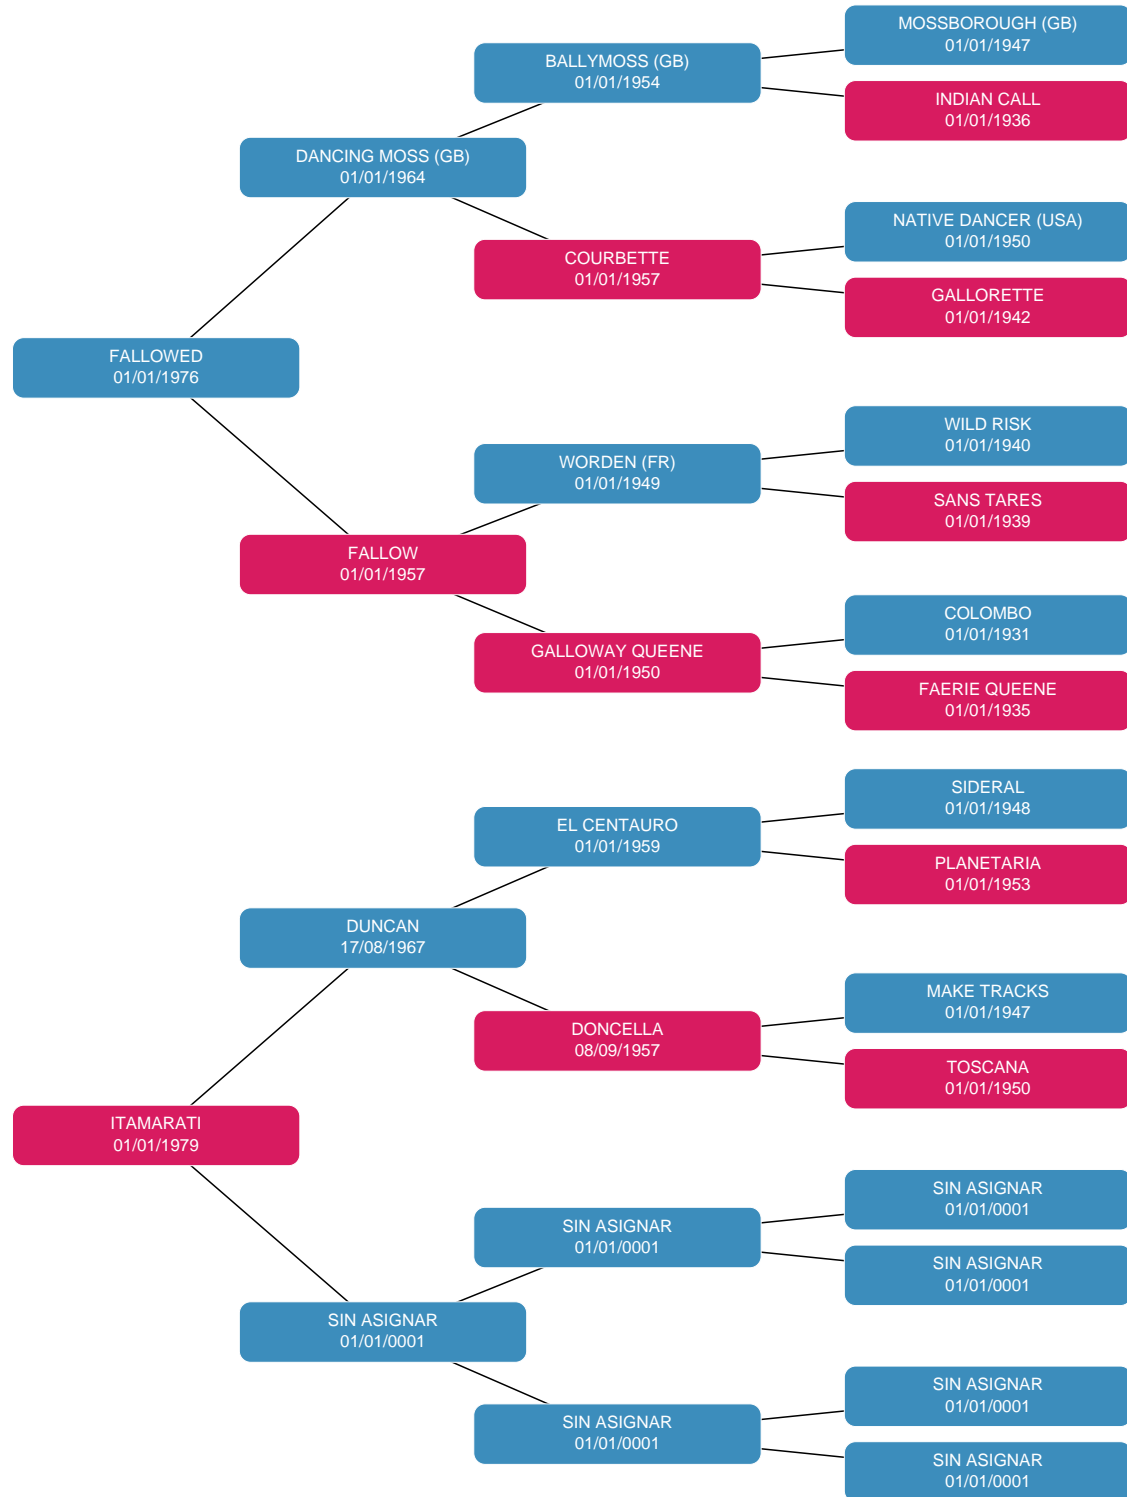 MOSSBOROUGH (GB)
01/01/1947
BALLYMOSS (GB)
01/01/1954
INDIAN CALL
01/01/1936
DANCING MOSS (GB)
01/01/1964
NATIVE DANCER (USA)
01/01/1950
COURBETTE
01/01/1957
GALLORETTE
01/01/1942
FALLOWED
01/01/1976
WILD RISK
01/01/1940
WORDEN (FR)
01/01/1949
SANS TARES
01/01/1939
FALLOW
01/01/1957
COLOMBO
01/01/1931
GALLOWAY QUEENE
01/01/1950
FAERIE QUEENE
01/01/1935
SIDERAL
01/01/1948
EL CENTAURO
01/01/1959
PLANETARIA
01/01/1953
DUNCAN
17/08/1967
MAKE TRACKS
01/01/1947
DONCELLA
08/09/1957
TOSCANA
01/01/1950
ITAMARATI
01/01/1979
SIN ASIGNAR
01/01/0001
SIN ASIGNAR
01/01/0001
SIN ASIGNAR
01/01/0001
SIN ASIGNAR
01/01/0001
SIN ASIGNAR
01/01/0001
SIN ASIGNAR
01/01/0001
SIN ASIGNAR
01/01/0001